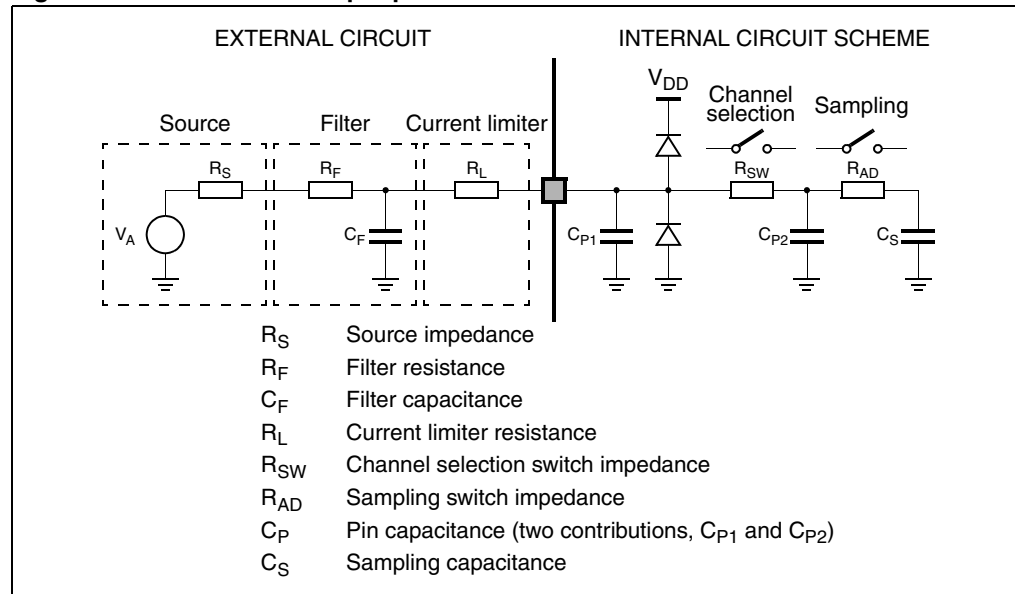 EXTERNAL CIRCUIT INTERNAL CIRCUIT SCHEME
VDD
Channel selection
Sampling
Source Filter Current limiter
RS RF RL RSW RAD
VA CF CP1 CP2 CS
RS Source impedance
RF Filter resistance
CF Filter capacitance
RL Current limiter resistance
RSW Channel selection switch impedance
RAD Sampling switch impedance
CP Pin capacitance (two contributions, CP1 and CP2)
CS Sampling capacitance